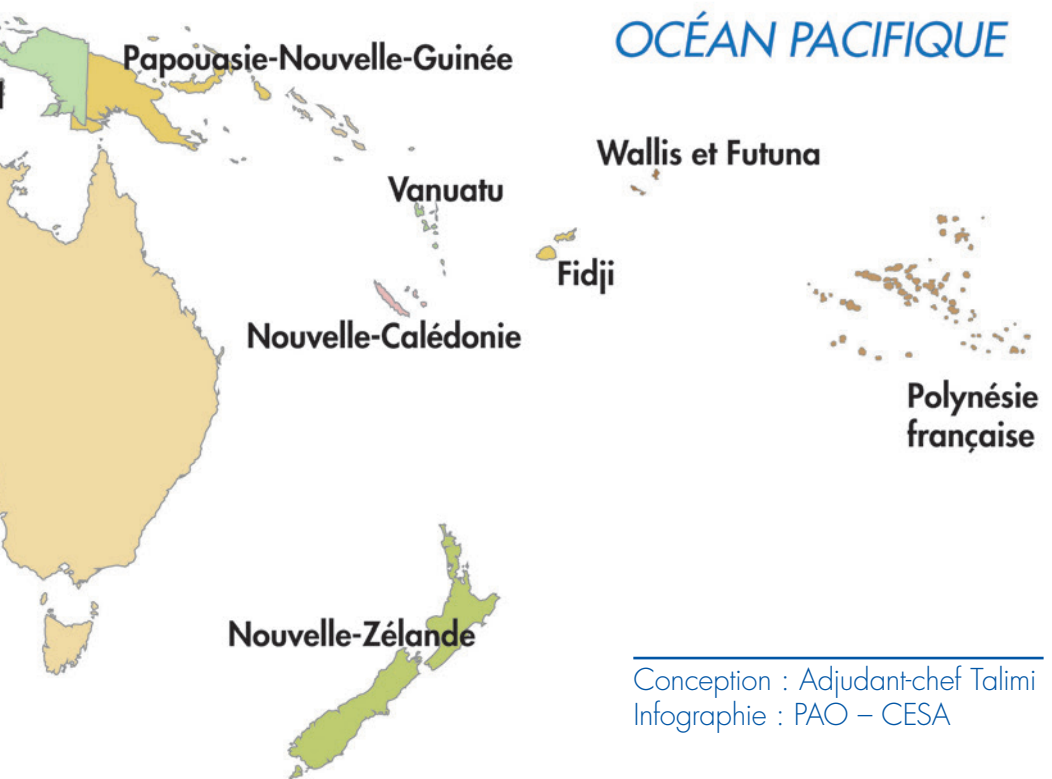 OCÉAN PACIFIQUE
Papouasie-Nouvelle-Guinée
Wallis et Futuna
Vanuatu
Fidji
Nouvelle-Calédonie
Polynésie
française
Nouvelle-Zélande
Conception : Adjudant-chef Talimi
Infographie : PAO – CESA